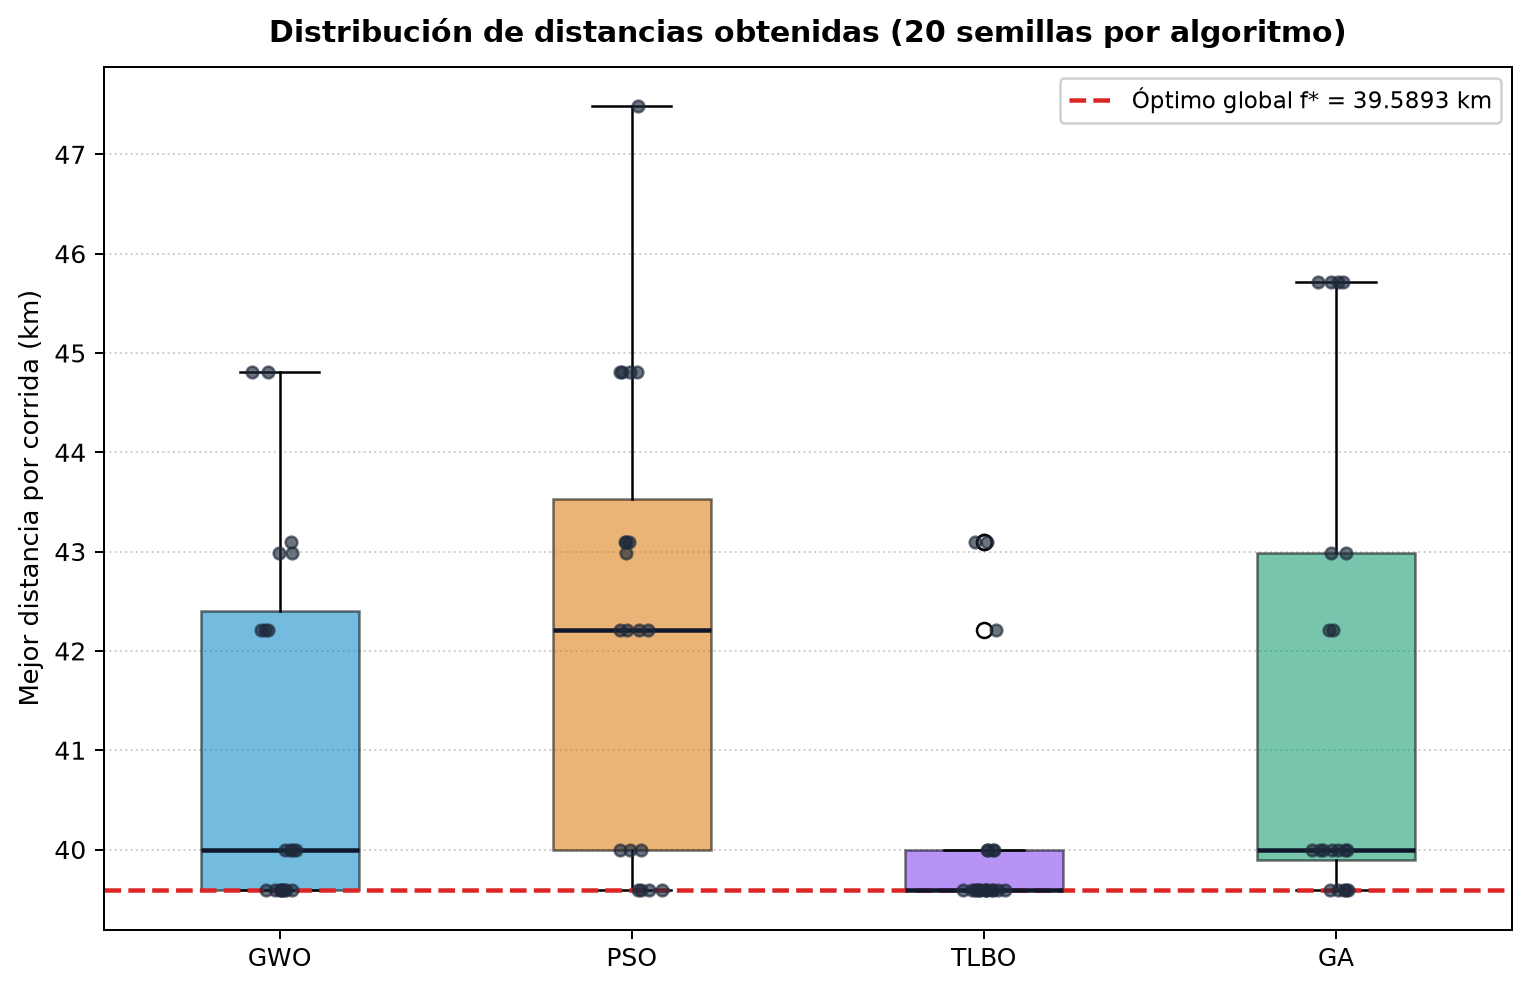 Distribución de distancias obtenidas (20 semillas por algoritmo)
Óptimo global f* = 39.5893 km
Mejor distancia por corrida (km)
47
46
45
44
43
42
41
40
GWO
PSO
TLBO
GA